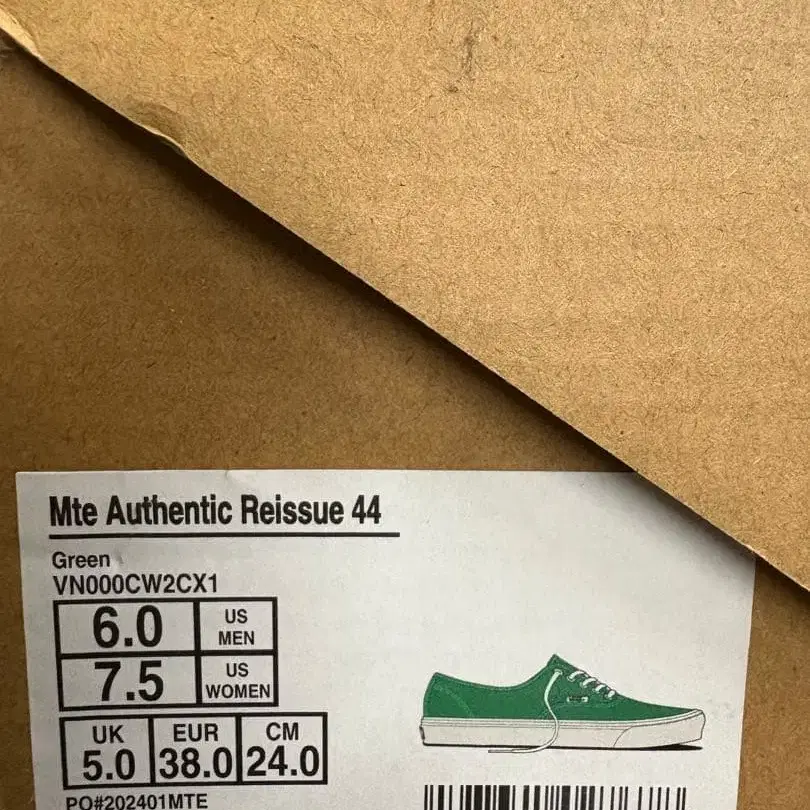 Mte Authentic Reissue 44
Green
VN000CW2CX1
6.0 US MEN
7.5 US WOMEN
UK EUR CM
5.0 38.0 24.0
PO#202401MTE